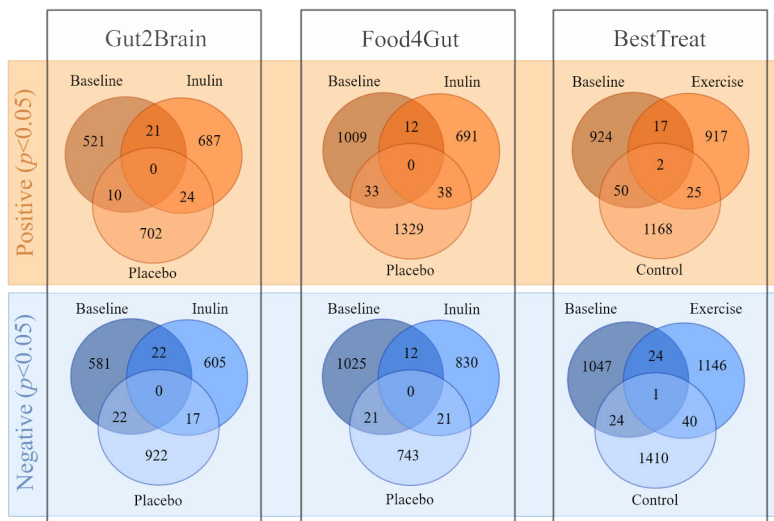 Gut2Brain Food4Gut BestTreat
Positive (p<0.05)
Baseline Inulin
521 21 687
0
10 24
702
Placebo
Baseline Inulin
1009 12 691
0
33 38
1329
Placebo
Baseline Exercise
924 17 917
2
50 25
1168
Control
Negative (p<0.05)
Baseline Inulin
581 22 605
0
22 17
922
Placebo
Baseline Inulin
1025 12 830
0
21 21
743
Placebo
Baseline Exercise
1047 24 1146
1
24 40
1410
Control